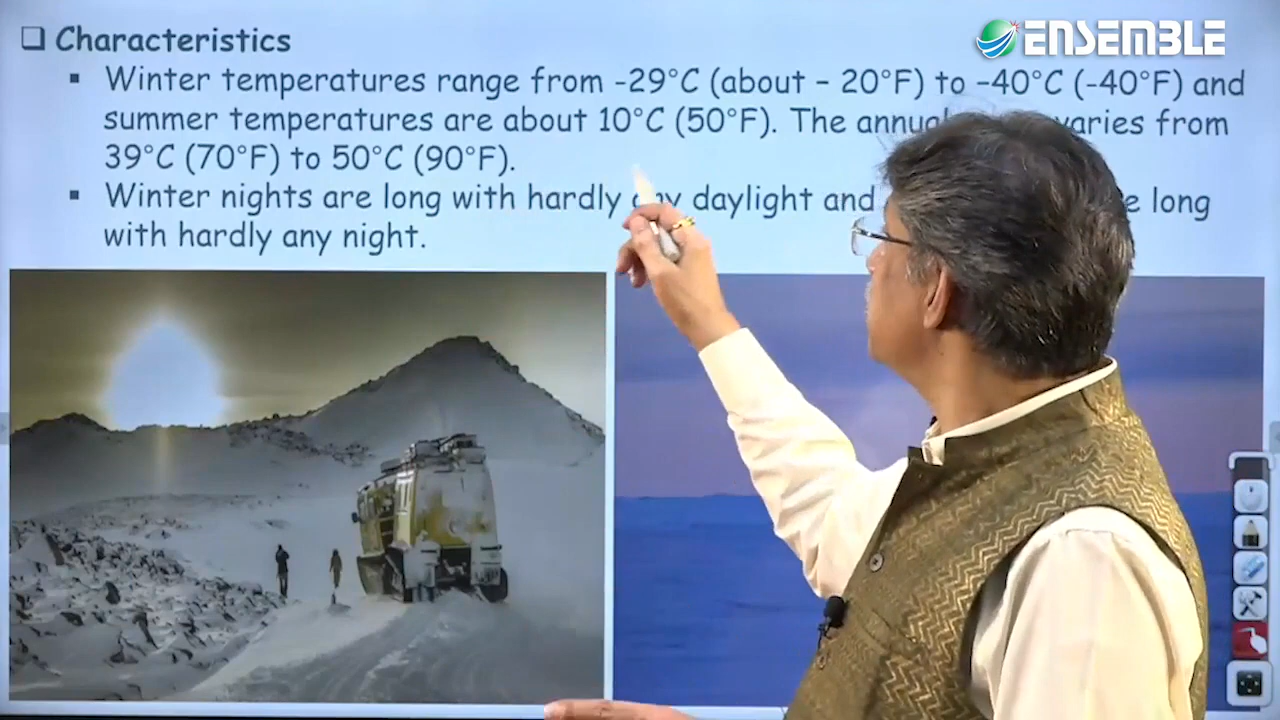 ENSEMBLE
❑ Characteristics
▪ Winter temperatures range from -29°C (about – 20°F) to –40°C (-40°F) and
summer temperatures are about 10°C (50°F). The annual varies from
39°C (70°F) to 50°C (90°F).
▪ Winter nights are long with hardly any daylight and long
with hardly any night.